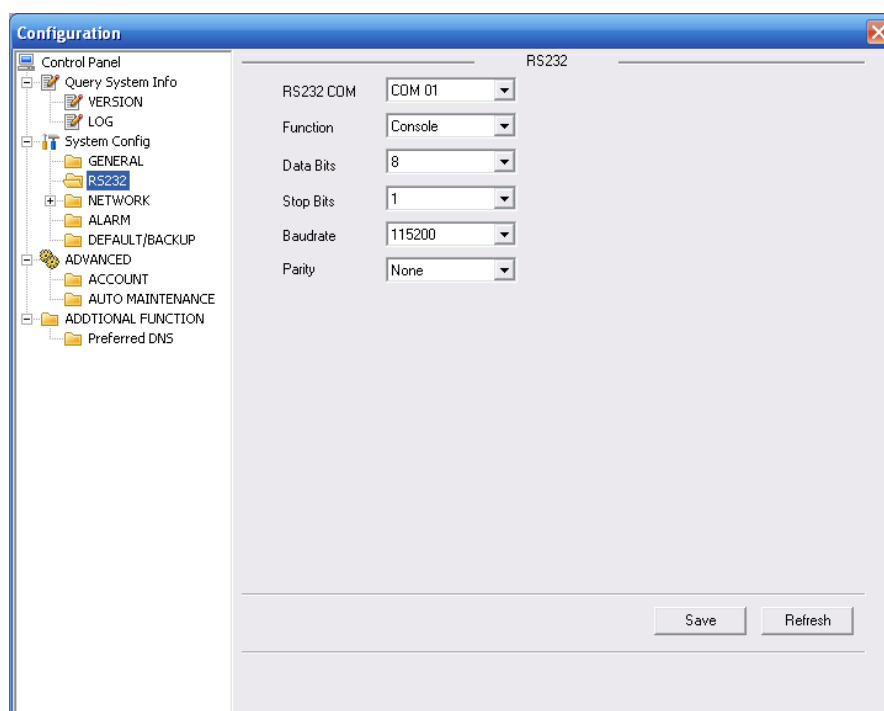 Configuration
Control Panel
Query System Info
VERSION
LOG
System Config
GENERAL
RS232
NETWORK
ALARM
DEFAULT/BACKUP
ADVANCED
ACCOUNT
AUTO MAINTENANCE
ADDTIONAL FUNCTION
Preferred DNS
RS232
RS232 COM COM 01
Function Console
Data Bits 8
Stop Bits 1
Baudrate 115200
Parity None
Save Refresh